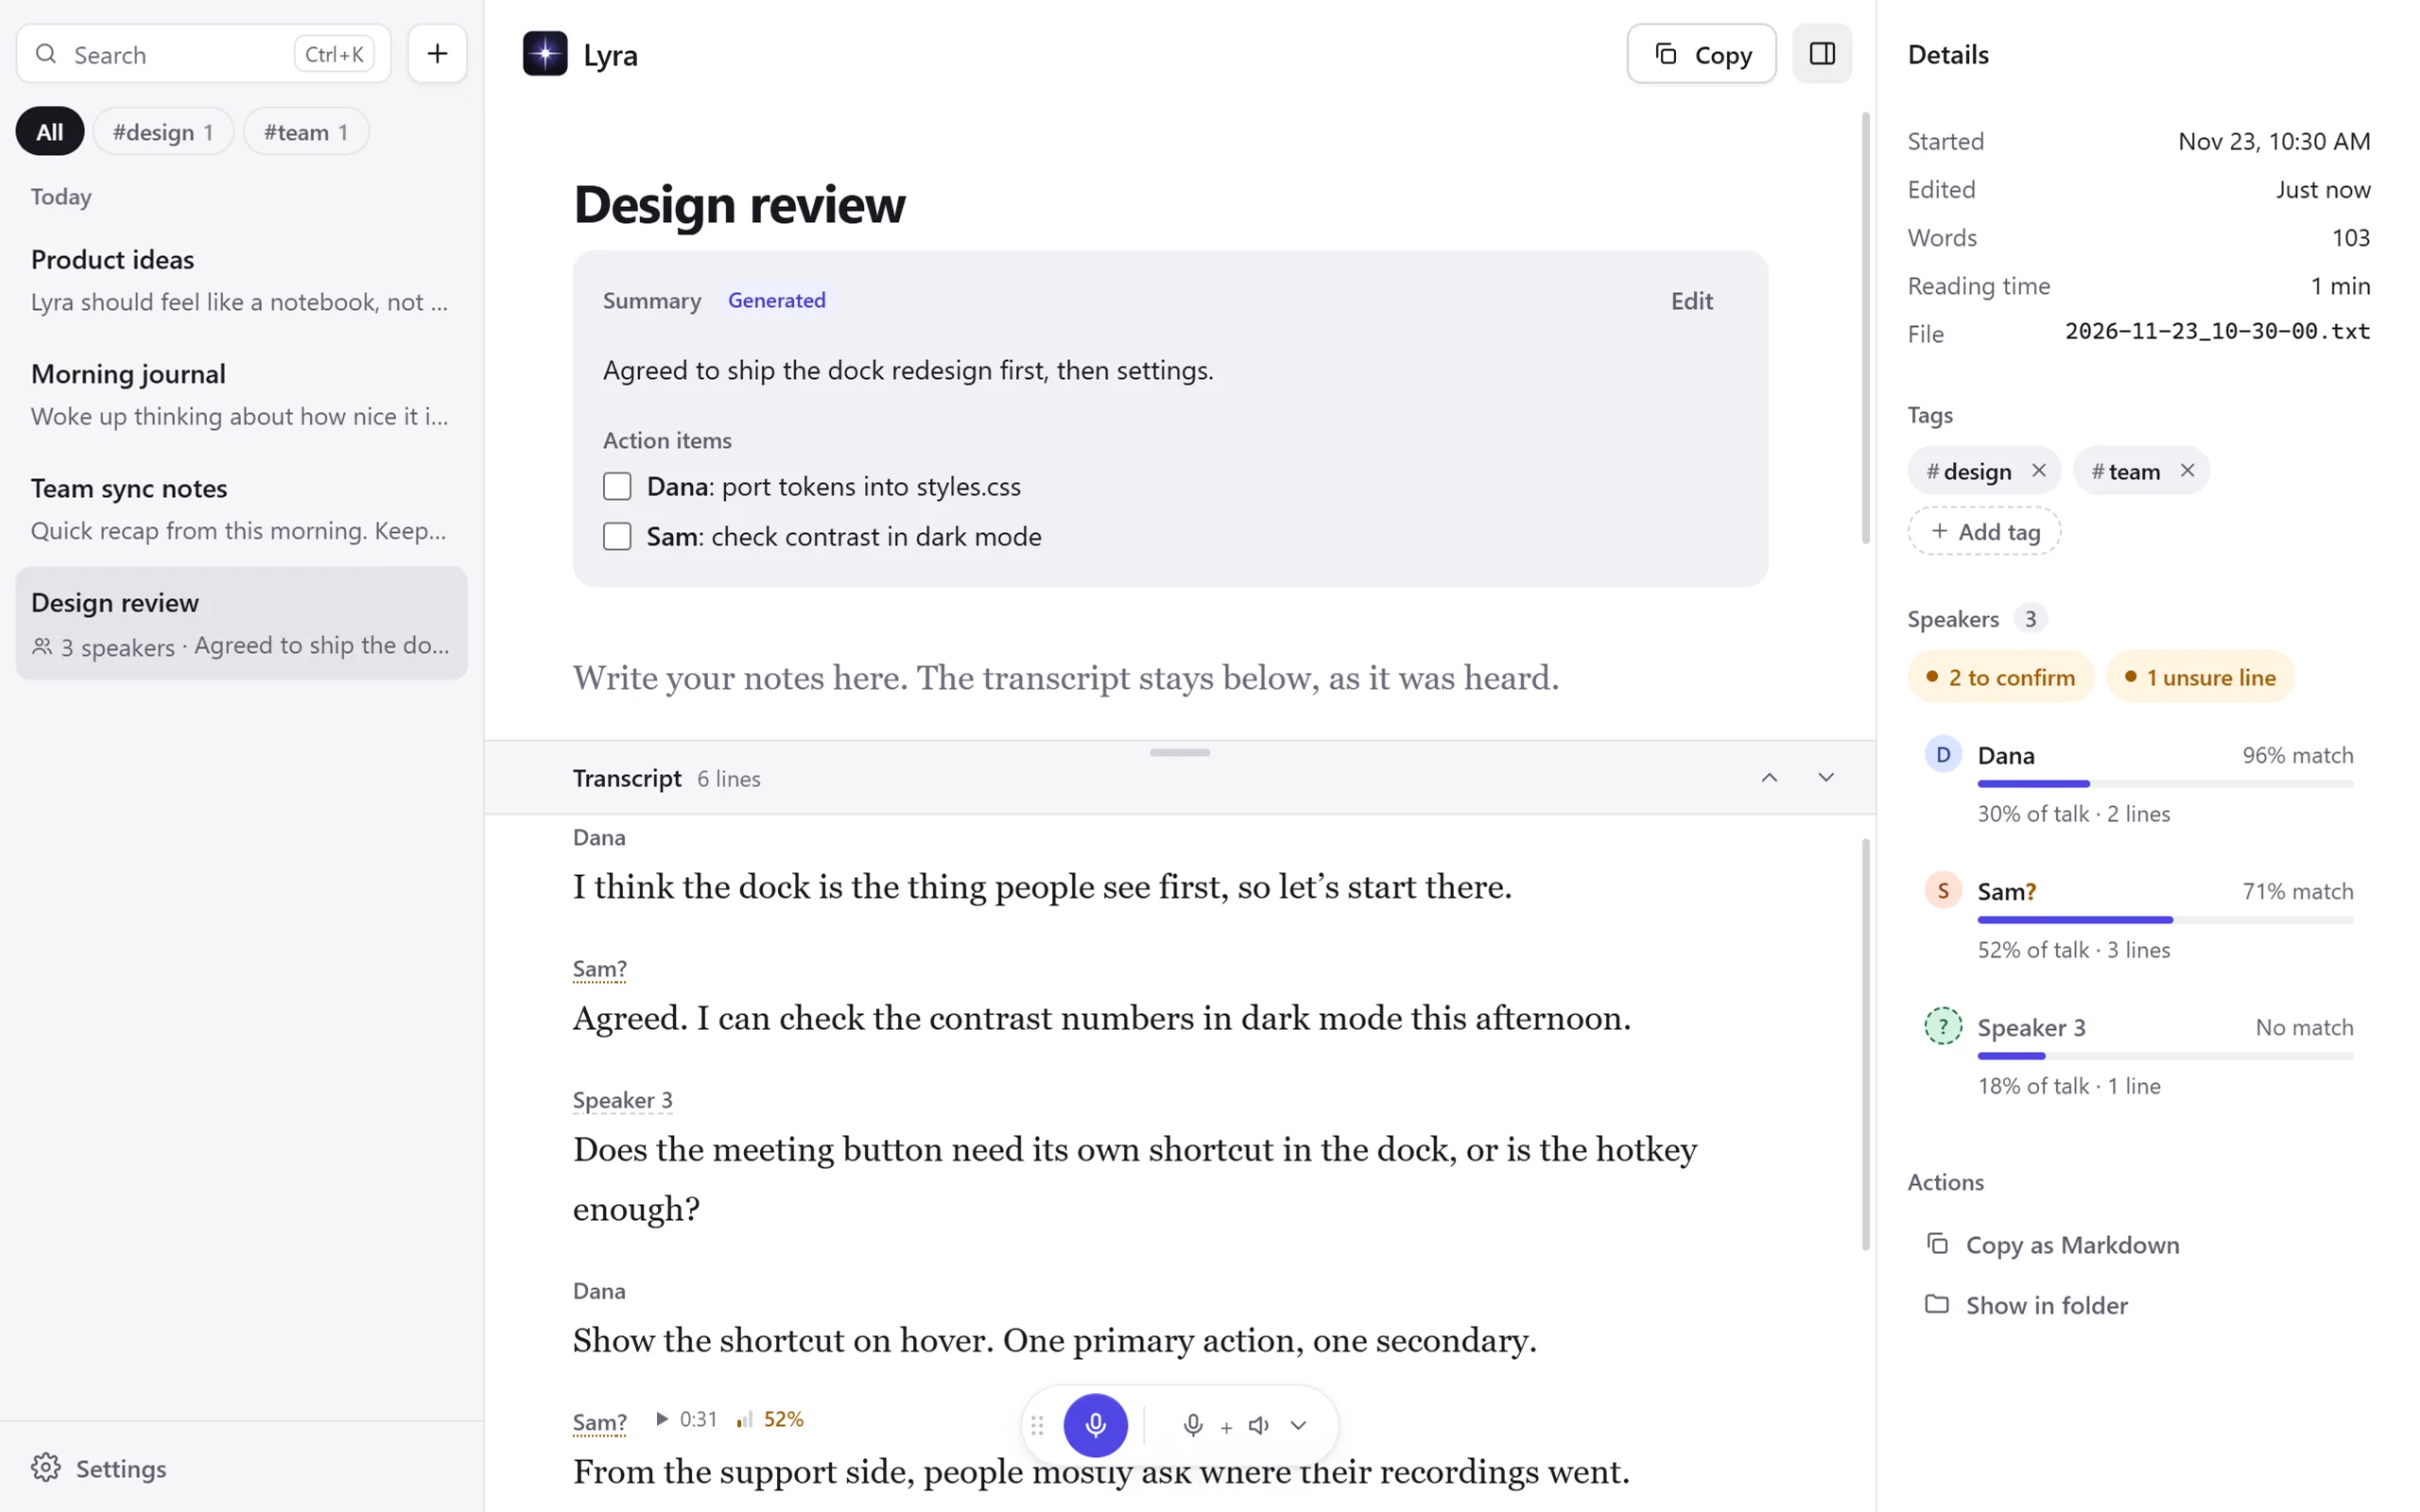 Search Ctrl+K
All #design 1 #team 1
Today
Product ideas
Lyra should feel like a notebook, not ...
Morning journal
Woke up thinking about how nice it i...
Team sync notes
Quick recap from this morning. Keep...
Design review
3 speakers · Agreed to ship the do...
Settings
Lyra
Copy
Design review
Summary Generated Edit
Agreed to ship the dock redesign first, then settings.
Action items
Dana: port tokens into styles.css
Sam: check contrast in dark mode
Write your notes here. The transcript stays below, as it was heard.
Transcript 6 lines
Dana
I think the dock is the thing people see first, so let’s start there.
Sam?
Agreed. I can check the contrast numbers in dark mode this afternoon.
Speaker 3
Does the meeting button need its own shortcut in the dock, or is the hotkey
enough?
Dana
Show the shortcut on hover. One primary action, one secondary.
Sam? 0:31 52%
From the support side, people mostly ask where their recordings went.
Details
Started Nov 23, 10:30 AM
Edited Just now
Words 103
Reading time 1 min
File 2026-11-23_10-30-00.txt
Tags
#design × #team ×
+ Add tag
Speakers 3
2 to confirm 1 unsure line
D Dana 96% match
30% of talk · 2 lines
S Sam? 71% match
52% of talk · 3 lines
? Speaker 3 No match
18% of talk · 1 line
Actions
Copy as Markdown
Show in folder